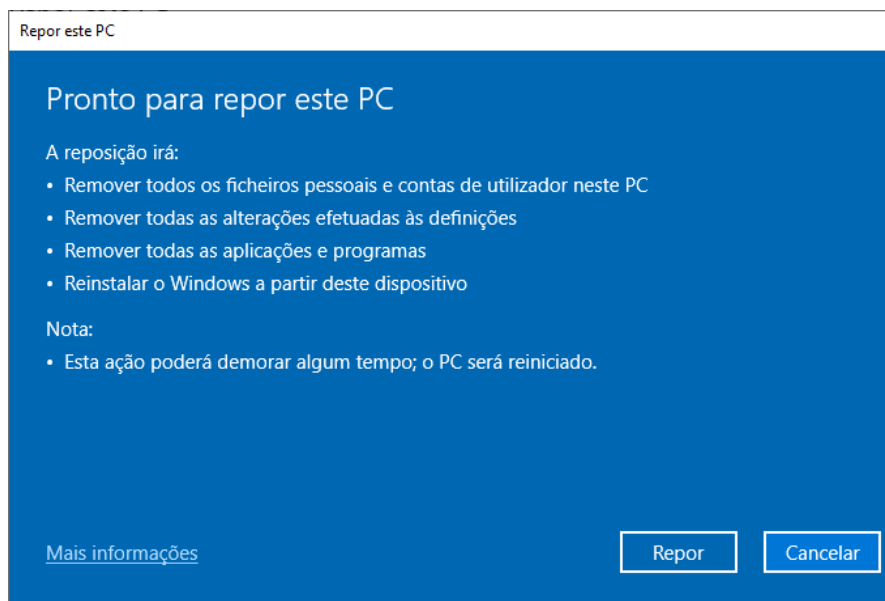 Repor este PC
Pronto para repor este PC
A reposição irá:
• Remover todos os ficheiros pessoais e contas de utilizador neste PC
• Remover todas as alterações efetuadas às definições
• Remover todas as aplicações e programas
• Reinstalar o Windows a partir deste dispositivo
Nota:
• Esta ação poderá demorar algum tempo; o PC será reiniciado.
Mais informações
Repor
Cancelar